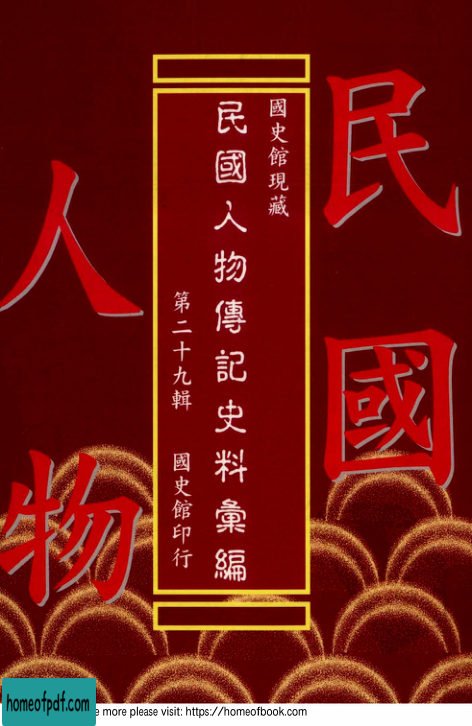 民國
人物
國史館現藏
民國人物傳記史料彙編
第二十九輯 國史館印行
homeofpdf.com
e more please visit: https://homeofbook.com